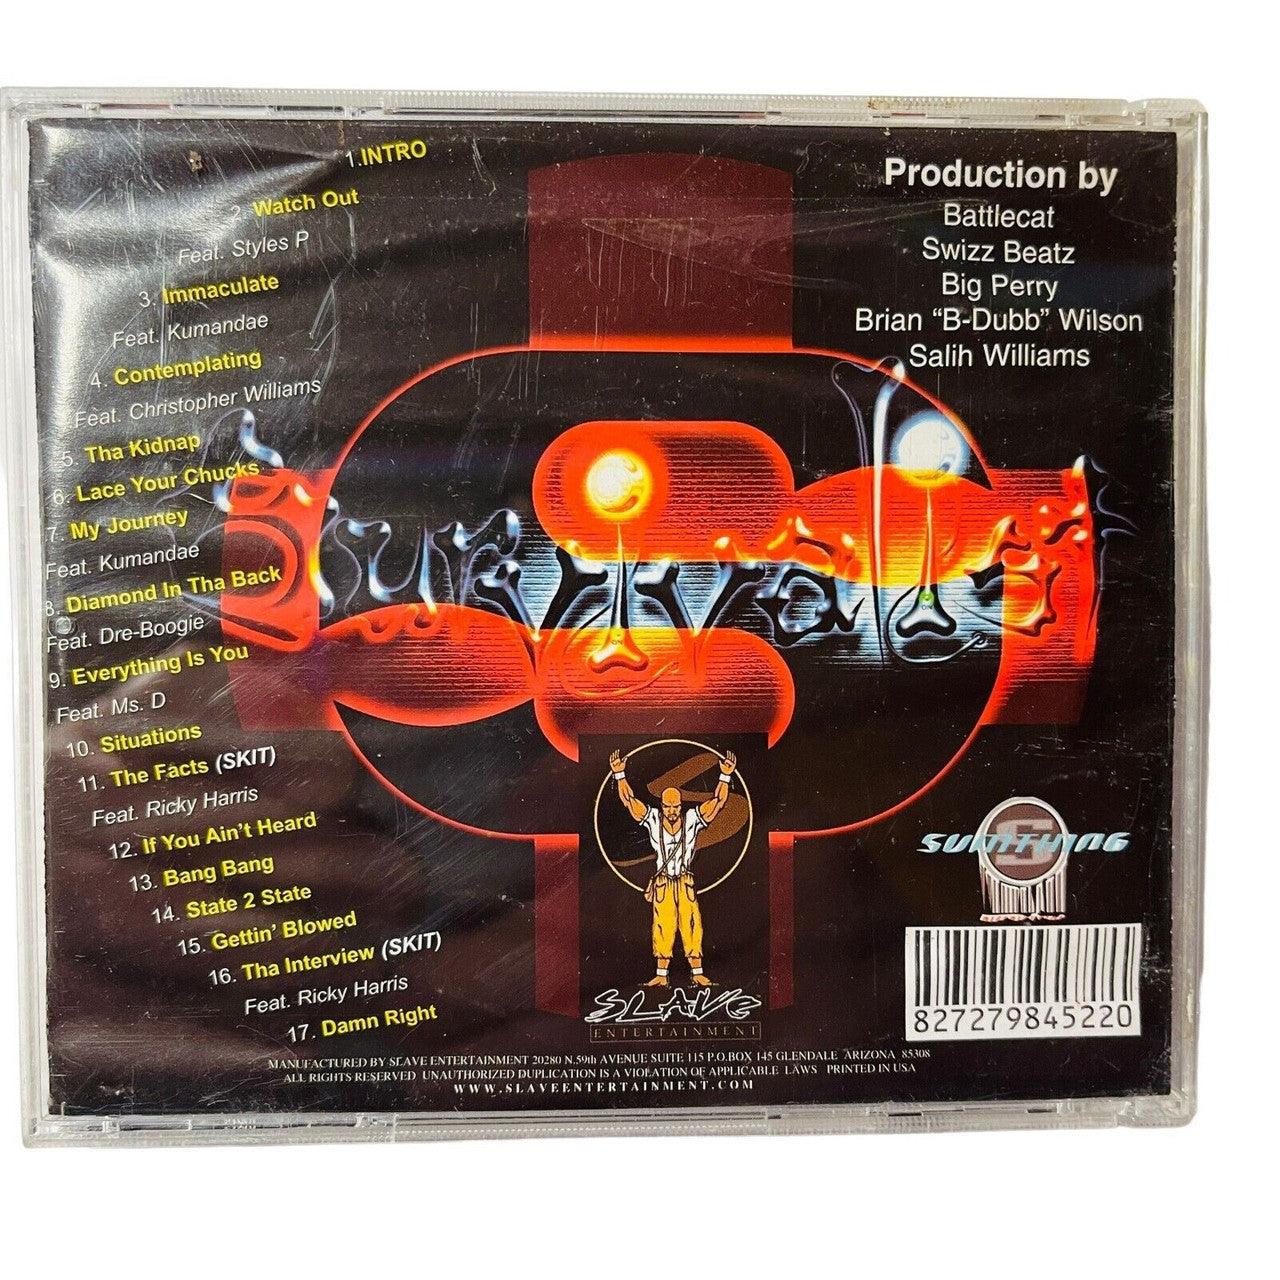 1.INTRO
2. Watch Out
Feat. Styles P
3. Immaculate
Feat. Kumandae
4. Contemplating
Feat. Christopher Williams
5. Tha Kidnap
6. Lace Your Chucks
7. My Journey
Feat. Kumandae
8. Diamond In Tha Back
Feat. Dre-Boogie
9. Everything Is You
Feat. Ms. D
10. Situations
11. The Facts (SKIT)
Feat. Ricky Harris
12. If You Ain't Heard
13. Bang Bang
14. State 2 State
15. Gettin' Blowed
16. Tha Interview (SKIT)
Feat. Ricky Harris
17. Damn Right
Production by
Battlecat
Swizz Beatz
Big Perry
Brian “B-Dubb” Wilson
Salih Williams
Survivalist
ON
S
SLAVE
ENTERTAINMENT
SUMTHING
S
827279845220
MANUFACTURED BY SLAVE ENTERTAINMENT 20280 N.59th AVENUE SUITE 115 P.O.BOX 145 GLENDALE ARIZONA 85308
ALL RIGHTS RESERVED UNAUTHORIZED DUPLICATION IS A VIOLATION OF APPLICABLE LAWS PRINTED IN USA
WWW.SLAVEENTERTAINMENT.COM